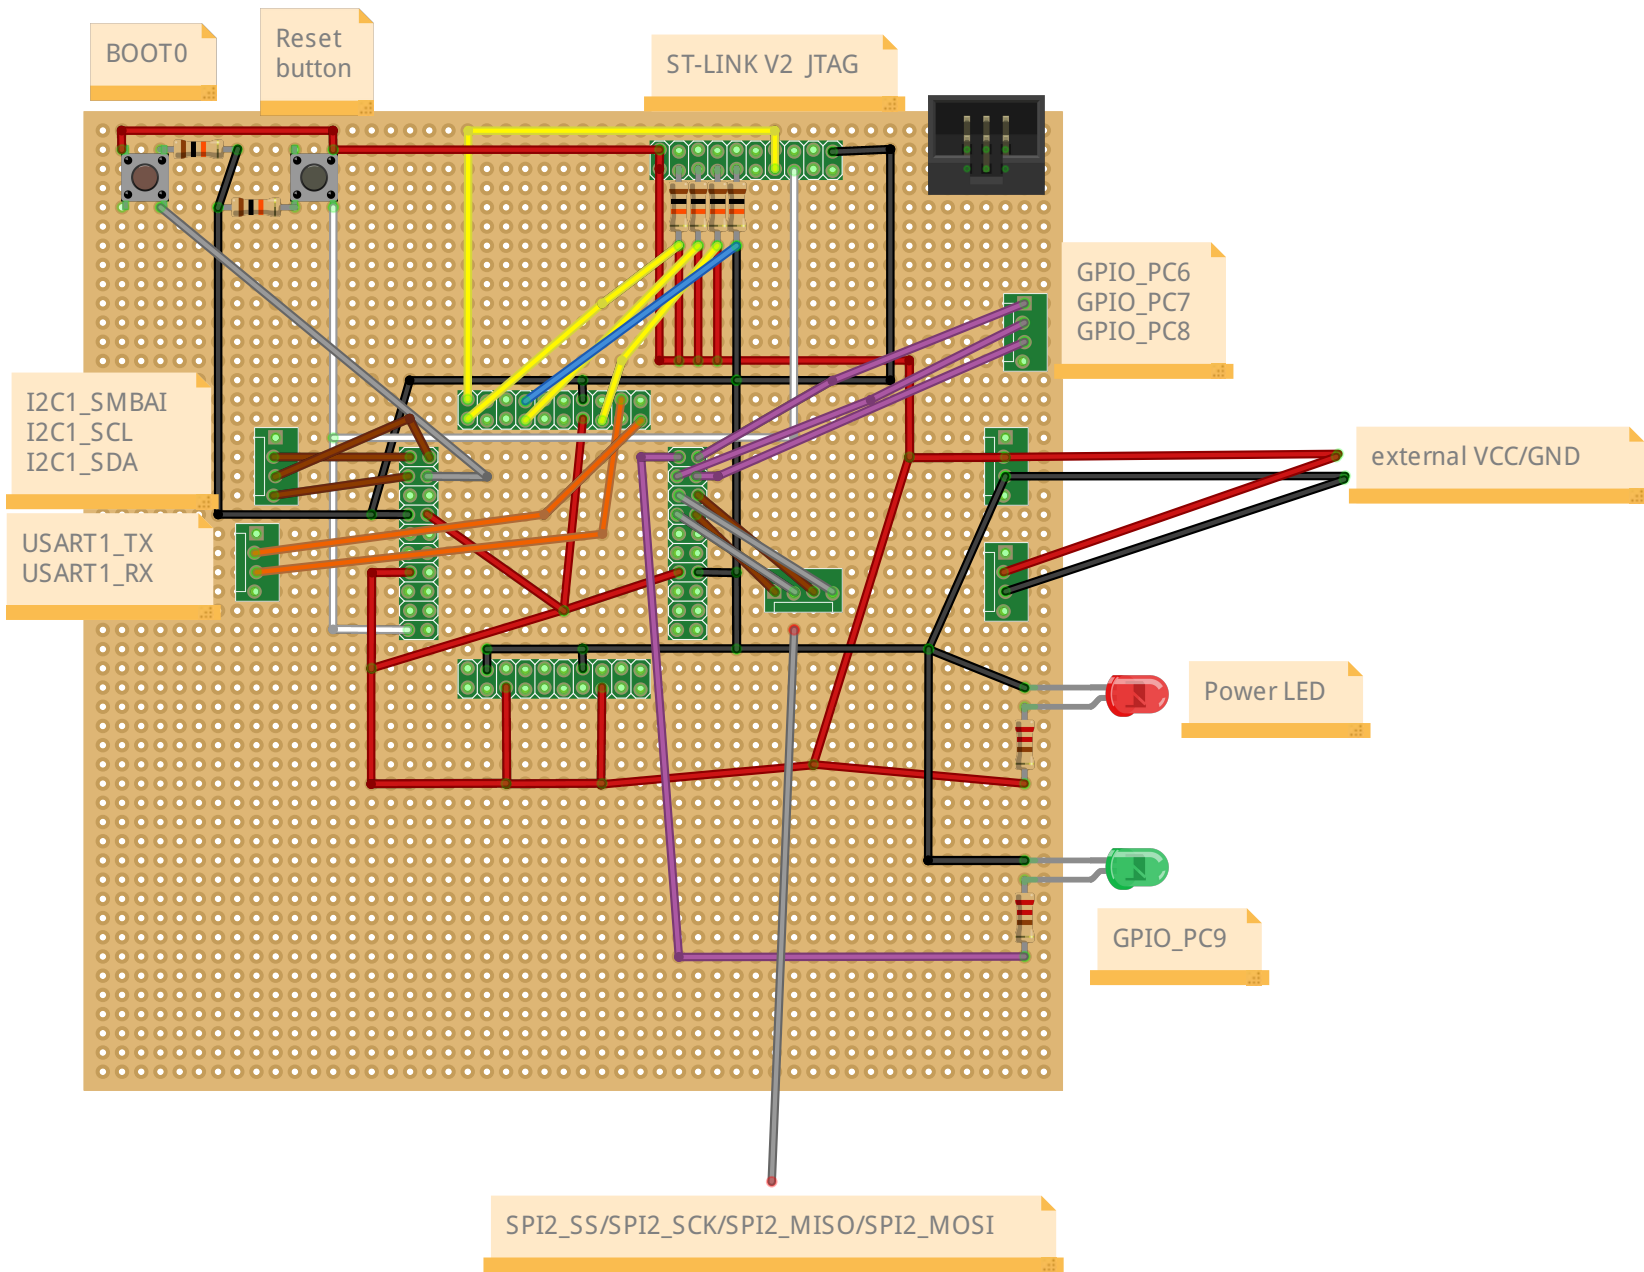 BOOT0
Reset
button
ST-LINK V2 JTAG
GPIO_PC6
GPIO_PC7
GPIO_PC8
I2C1_SMBAI
I2C1_SCL
I2C1_SDA
external VCC/GND
USART1_TX
USART1_RX
Power LED
GPIO_PC9
SPI2_SS/SPI2_SCK/SPI2_MISO/SPI2_MOSI